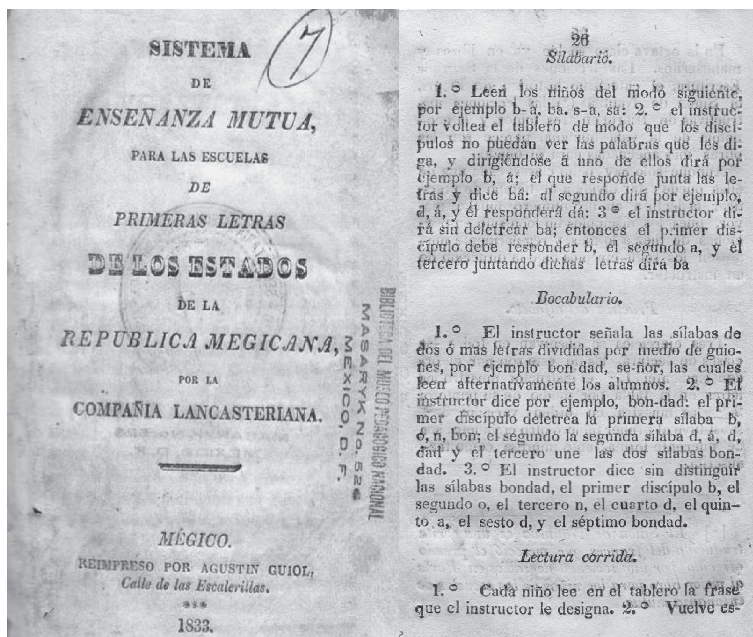 7
SISTEMA
DE
ENSEÑANZA MUTUA,
PARA LAS ESCUELAS
DE
PRIMERAS LETRAS
DE LOS ESTADOS
DE LA
REPUBLICA MEGICANA,
POR LA
COMPAÑIA LANCASTERIANA.
MÉGICO.
REIMPRESO POR AGUSTIN GUIOL,
Calle de las Escalerillas.
***
1833.
BIBLIOTECA DEL MUSEO PEDAGOGICO NACIONAL
MASARYK No. 526
MEXICO, D. F.
26
Silabarió.
1.º Leen los niños del modo siguiente,
por ejemplo b-á, ba. s-a, sa: 2.º el instruc-
tor voltea el tablero de modo que los discí-
pulos no puedan ver las palabras que les di-
ga, y dirigiéndose á uno de ellos dirá por
ejemplo b, á; el que responde junta las le-
tras y dice bá: al segundo dirá por ejemplo,
d, á, y él responderá dá: 3º el instructor di-
rá sin deletrear ba; entonces el primer dis-
cípulo debe responder b, el segundo a, y el
tercero juntando dichas letras dirá ba
Bocabulario.
1.º El instructor señala las sílabas de
dos ó mas letras divididas por medio de guio-
nes, por ejemplo bon-dad, se-ñor, las cuales
leen alternativamente los alumnos. 2.º El
instructor dice por ejemplo, bon-dad: el pri-
mer discípulo deletréa la primera sílaba b,
ó, n, bon; el segundo la segunda sílaba d, á, d,
dad y el tercero une las dos sílabas bon-
dad. 3.º El instructor dice sin distinguir
las sílabas bondad, el primer discípulo b, el
segundo o, el tercero n, el cuarto d, el quin-
to a, el sesto d, y el séptimo bondad.
Lectura corrida.
1.º Cada niño lee en el tablero la frase
que el instructor le designa. 2.º Vuelve es-